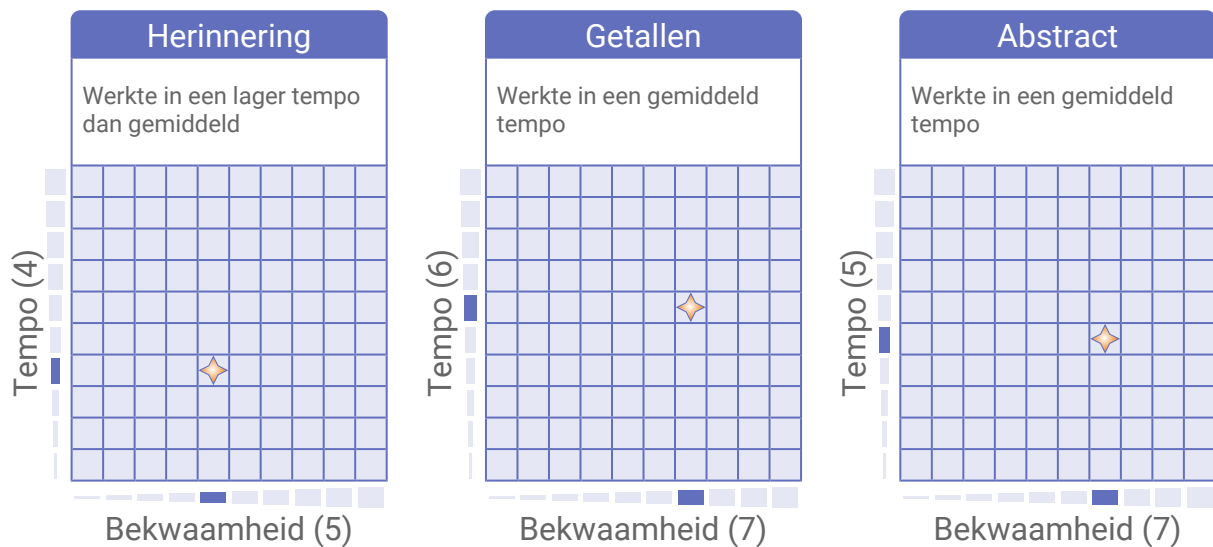 Herinnering
Werkte in een lager tempo
dan gemiddeld
Tempo (4)
Bekwaamheid (5)
Getallen
Werkte in een gemiddeld
tempo
Tempo (6)
Bekwaamheid (7)
Abstract
Werkte in een gemiddeld
tempo
Tempo (5)
Bekwaamheid (7)